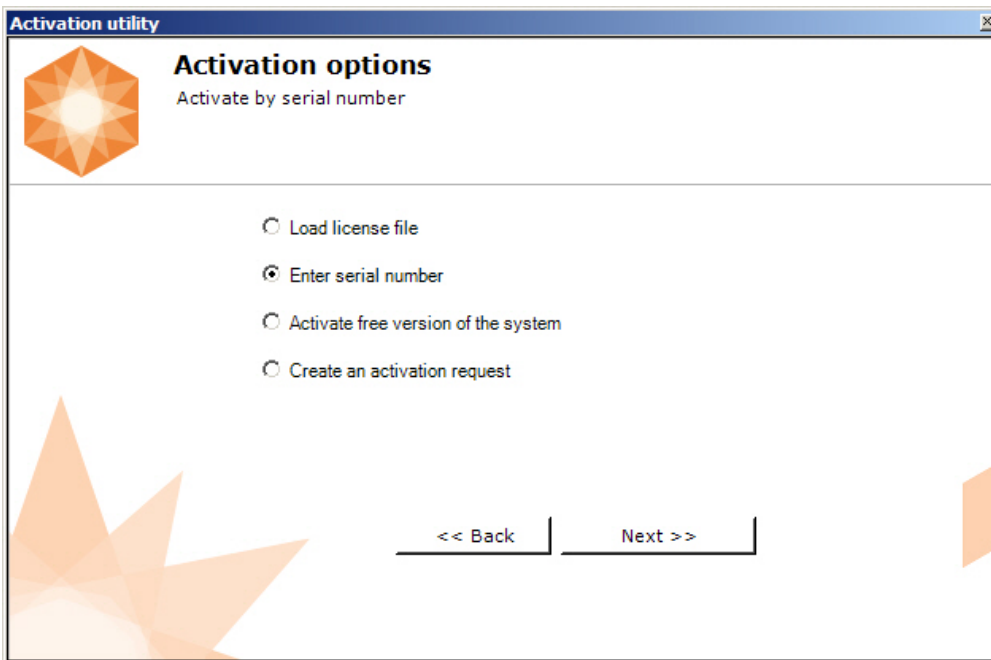 Activation utility
Activation options
Activate by serial number
Load license file
Enter serial number
Activate free version of the system
Create an activation request
<< Back
Next >>